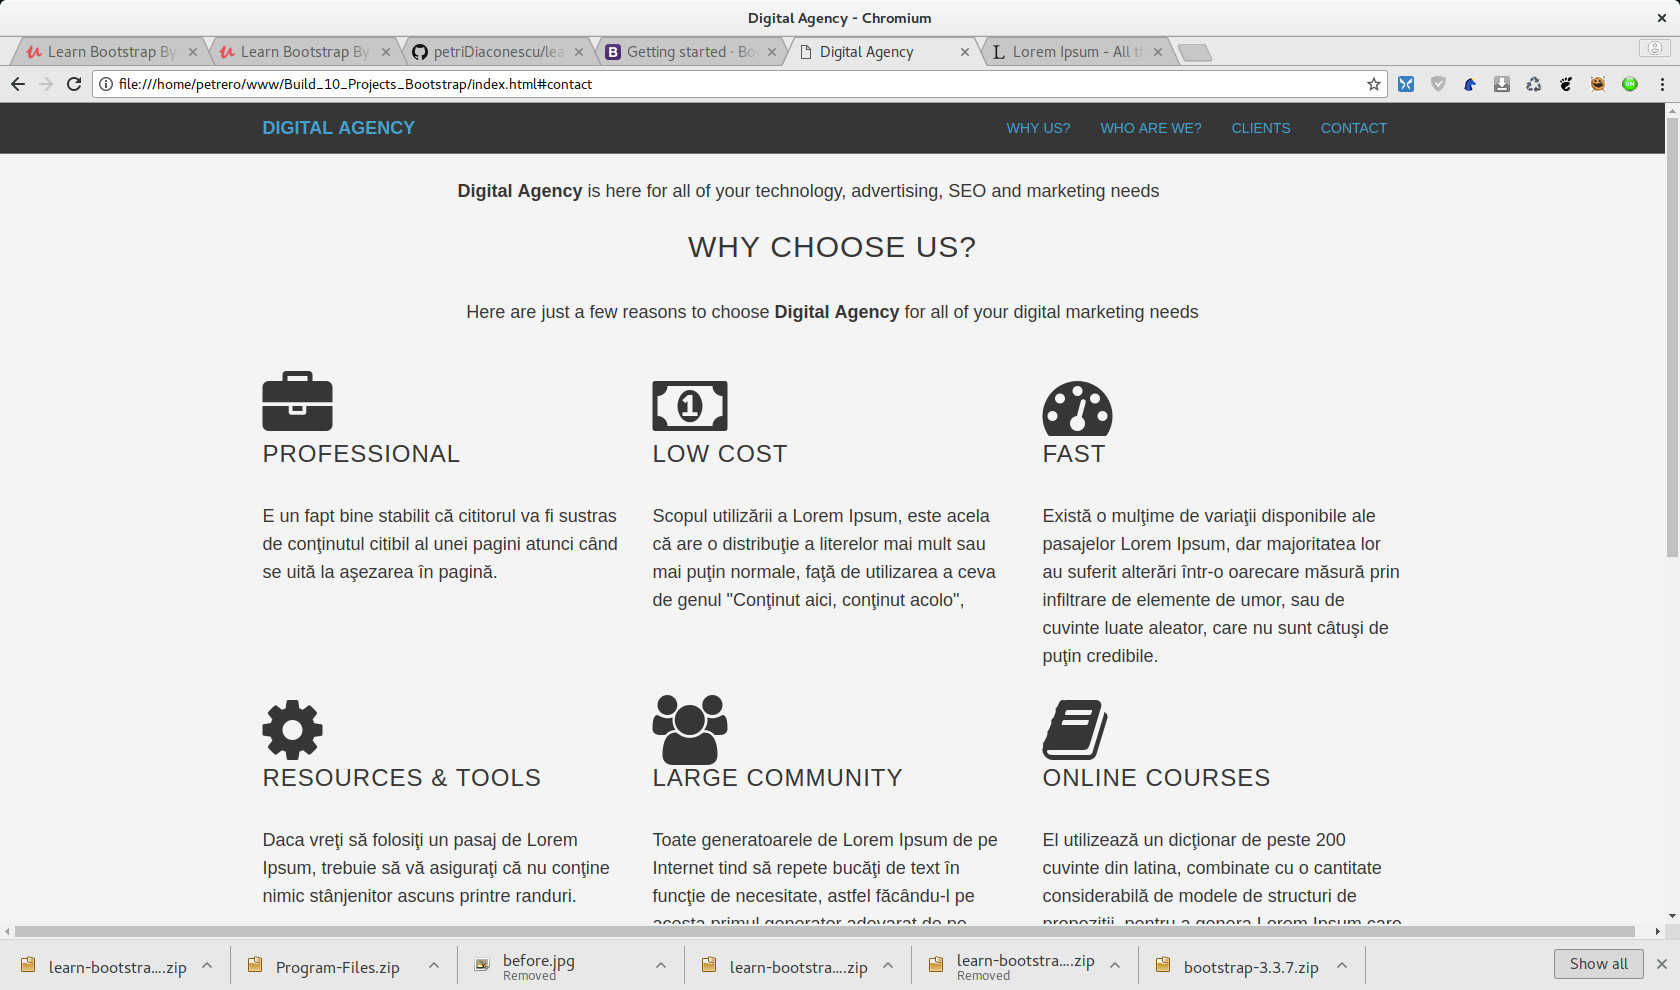 Digital Agency - Chromium
Learn Bootstrap By
Learn Bootstrap By
petriDiaconescu/lea
Getting started · Bo
Digital Agency
Lorem Ipsum - All t
file:///home/petrero/www/Build_10_Projects_Bootstrap/index.html#contact
DIGITAL AGENCY
WHY US?
WHO ARE WE?
CLIENTS
CONTACT
Digital Agency is here for all of your technology, advertising, SEO and marketing needs
WHY CHOOSE US?
Here are just a few reasons to choose Digital Agency for all of your digital marketing needs
1
PROFESSIONAL
E un fapt bine stabilit că cititorul va fi sustras
de conţinutul citibil al unei pagini atunci când
se uită la aşezarea în pagină.
LOW COST
Scopul utilizării a Lorem Ipsum, este acela
că are o distribuţie a literelor mai mult sau
mai puţin normale, faţă de utilizarea a ceva
de genul "Conţinut aici, conţinut acolo",
FAST
Există o mulţime de variaţii disponibile ale
pasajelor Lorem Ipsum, dar majoritatea lor
au suferit alterări într-o oarecare măsură prin
infiltrare de elemente de umor, sau de
cuvinte luate aleator, care nu sunt câtuşi de
puţin credibile.
RESOURCES & TOOLS
Daca vreţi să folosiţi un pasaj de Lorem
Ipsum, trebuie să vă asiguraţi că nu conţine
nimic stânjenitor ascuns printre randuri.
LARGE COMMUNITY
Toate generatoarele de Lorem Ipsum de pe
Internet tind să repete bucăţi de text în
funcţie de necesitate, astfel făcându-l pe
acesta primul generator adevarat de pe
ONLINE COURSES
El utilizează un dicţionar de peste 200
cuvinte din latina, combinate cu o cantitate
considerabilă de modele de structuri de
propoziţii, pentru a genera Lorem Ipsum care
learn-bootstra....zip
Program-Files.zip
before.jpg
Removed
learn-bootstra....zip
learn-bootstra....zip
Removed
bootstrap-3.3.7.zip
Show all